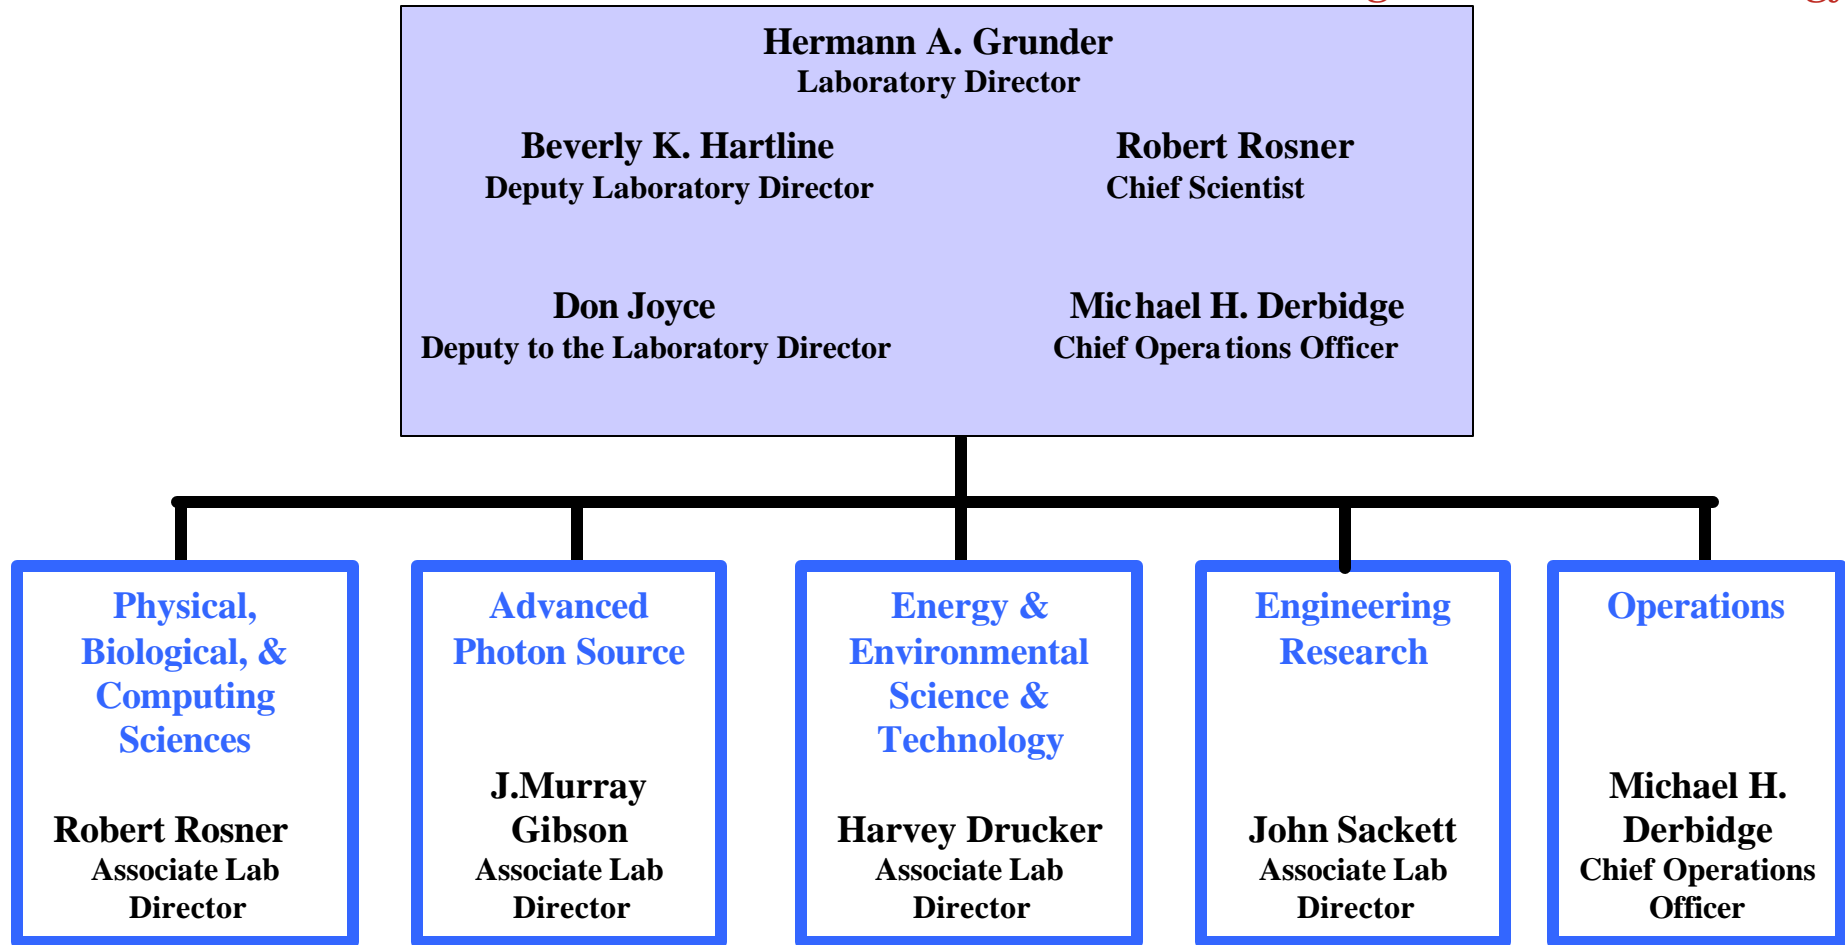 Hermann A. Grunder
Laboratory Director
Beverly K. Hartline
Deputy Laboratory Director
Robert Rosner
Chief Scientist
Don Joyce
Deputy to the Laboratory Director
Michael H. Derbidge
Chief Operations Officer
Physical,
Biological, &
Computing
Sciences
Robert Rosner
Associate Lab
Director
Advanced
Photon Source
J.Murray
Gibson
Associate Lab
Director
Energy &
Environmental
Science &
Technology
Harvey Drucker
Associate Lab
Director
Engineering
Research
John Sackett
Associate Lab
Director
Operations
Michael H.
Derbidge
Chief Operations
Officer